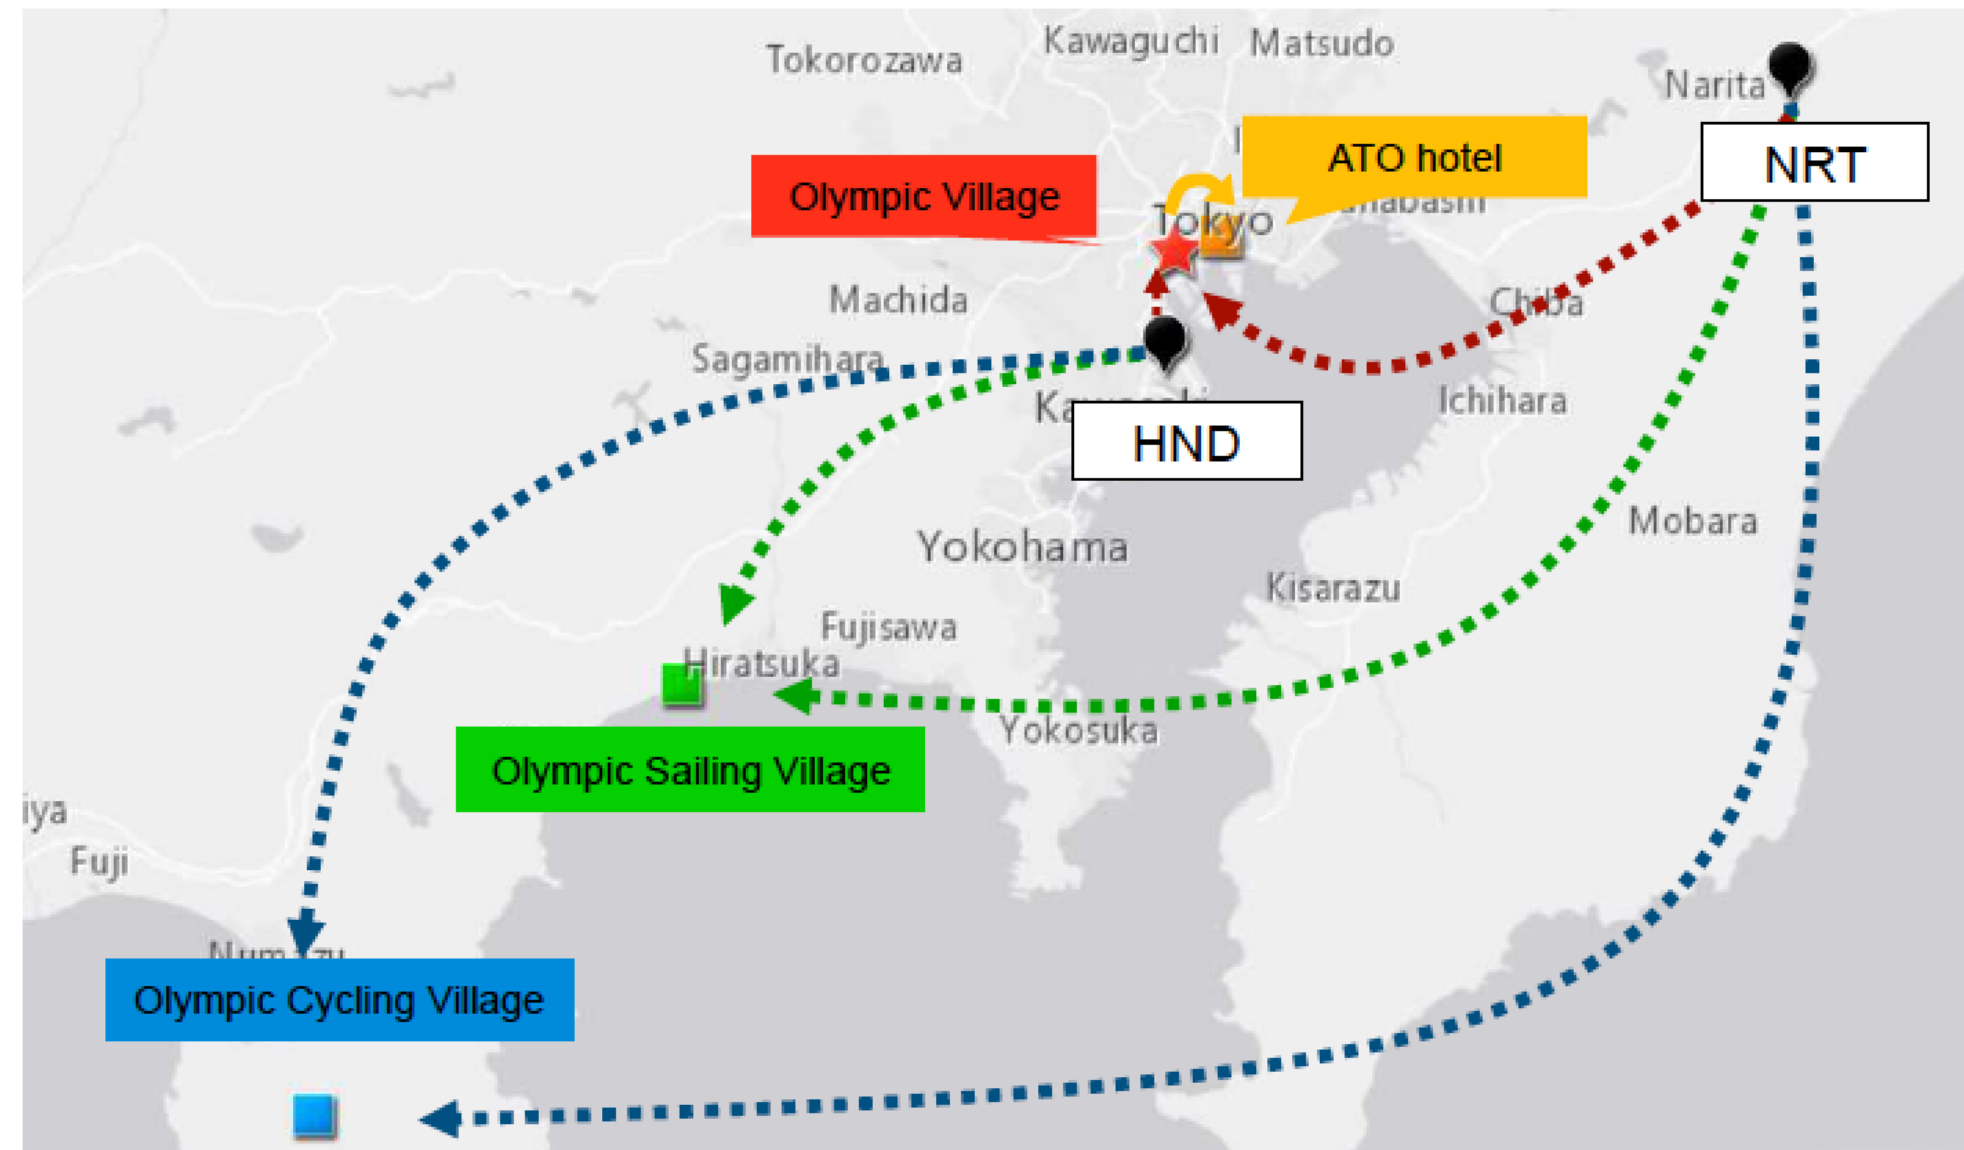 Kawaguchi
Matsudo
Tokorozawa
Narita
ATO hotel
NRT
Olympic Village
Tokyo
Machida
Chiba
Sagamihara
Ichihara
HND
Mobara
Yokohama
Kisarazu
Fujisawa
Hiratsuka
Yokosuka
Olympic Sailing Village
iya
Fuji
Olympic Cycling Village